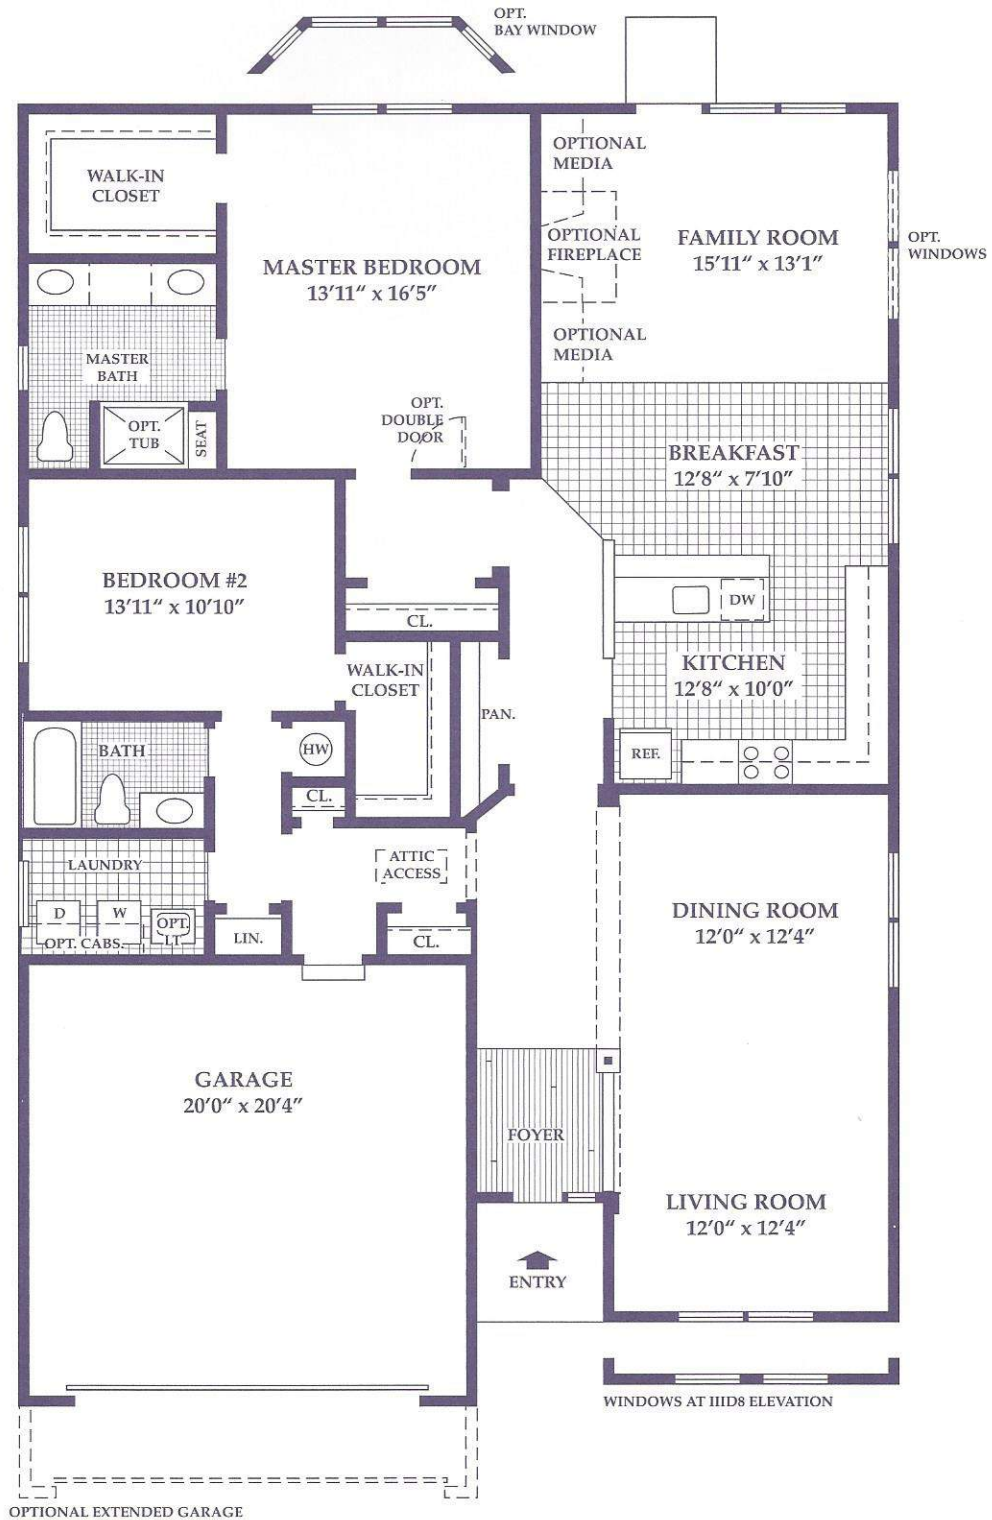 OPT.
BAY WINDOW
WALK-IN
CLOSET
MASTER BEDROOM
13'11“ x 16'5”
OPTIONAL
MEDIA
OPTIONAL
FIREPLACE
OPTIONAL
MEDIA
FAMILY ROOM
15'11“ x 13'1”
OPT.
WINDOWS
MASTER
BATH
OPT.
TUB
SEAT
OPT.
DOUBLE
DOOR
BREAKFAST
12'8“ x 7'10”
BEDROOM #2
13'11“ x 10'10”
CL.
DW
WALK-IN
CLOSET
KITCHEN
12'8“ x 10'0”
PAN.
REF.
BATH
HW
CL.
LAUNDRY
ATTIC
ACCESS
D
W
OPT.
LT.
OPT. CABS.
LIN.
CL.
DINING ROOM
12'0“ x 12'4”
GARAGE
20'0“ x 20'4”
FOYER
LIVING ROOM
12'0“ x 12'4”
ENTRY
WINDOWS AT IIID8 ELEVATION
OPTIONAL EXTENDED GARAGE